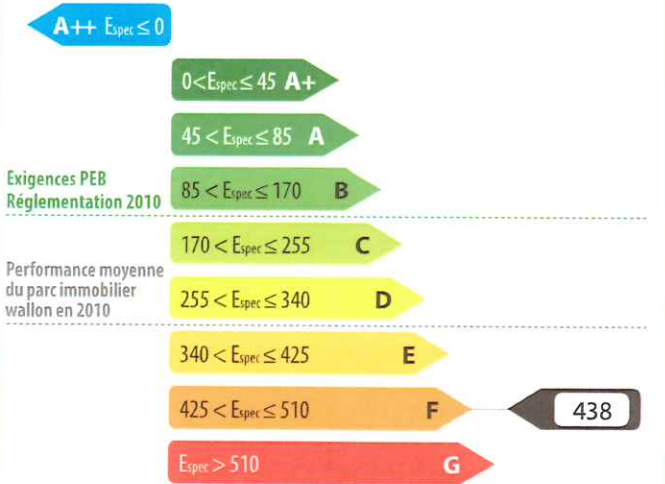 A++ Espec ≤ 0
0<Espec ≤ 45 A+
45 < Espec ≤ 85 A
Exigences PEB
Réglementation 2010
85 < Espec ≤ 170 B
170 < Espec ≤ 255 C
Performance moyenne
du parc immobilier
wallon en 2010
255 < Espec ≤ 340 D
340 < Espec ≤ 425 E
425 < Espec ≤ 510 F
438
Espec > 510 G